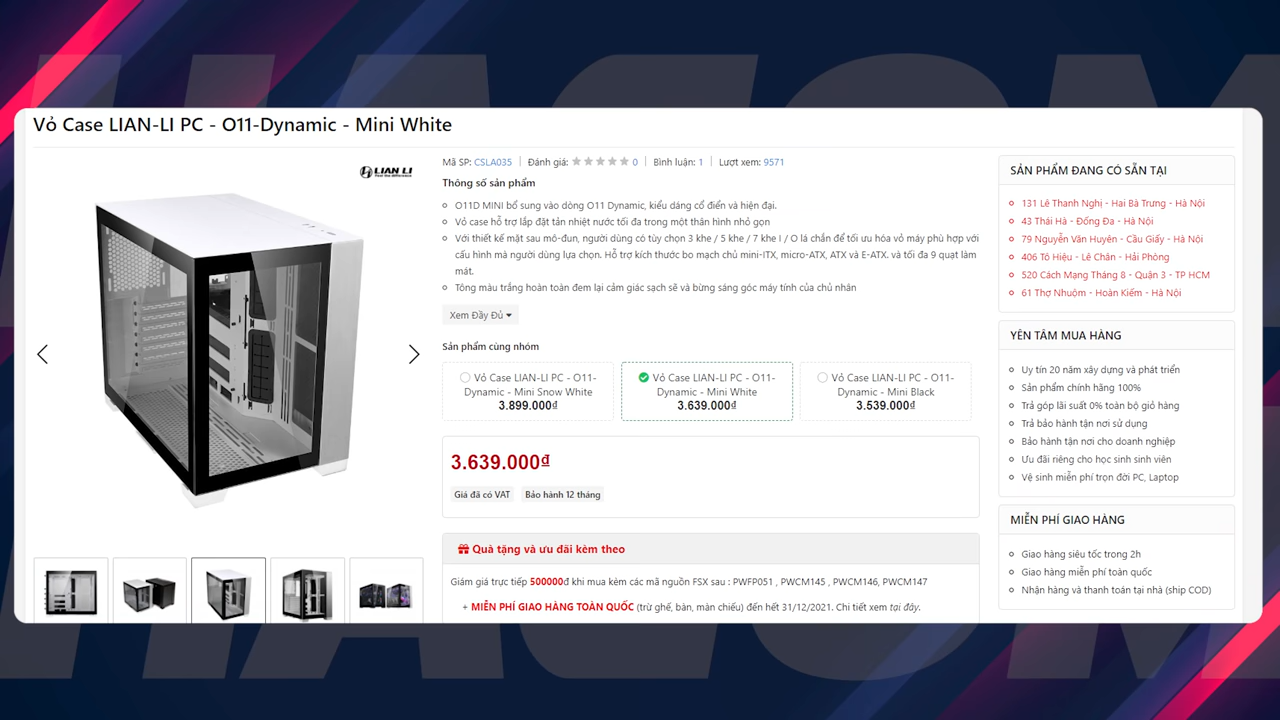 HACOM
Vỏ Case LIAN-LI PC - O11-Dynamic - Mini White
LIAN LI
Mã SP: CSLA035 | Đánh giá: 0 | Bình luận: 1 | Lượt xem: 9571
Thông số sản phẩm
O11D MINI bổ sung vào dòng O11 Dynamic, kiểu dáng cổ điển và hiện đại.
Vỏ case hỗ trợ lắp đặt tản nhiệt nước tối đa trong một thân hình nhỏ gọn
Với thiết kế mặt sau mô-đun, người dùng có tùy chọn 3 khe / 5 khe / 7 khe I / O lá chắn để tối ưu hóa vỏ máy phù hợp với
cấu hình mà người dùng lựa chọn. Hỗ trợ kích thước bo mạch chủ mini-ITX, micro-ATX, ATX và E-ATX. và tối đa 9 quạt làm
mát.
Tông màu trắng hoàn toàn đem lại cảm giác sạch sẽ và bừng sáng góc máy tính của chủ nhân
Xem Đầy Đủ
Sản phẩm cùng nhóm
Vỏ Case LIAN-LI PC - O11-
Dynamic - Mini Snow White
3.899.000₫
Vỏ Case LIAN-LI PC - O11-
Dynamic - Mini White
3.639.000₫
Vỏ Case LIAN-LI PC - O11-
Dynamic - Mini Black
3.539.000₫
3.639.000₫
Giá đã có VAT Bảo hành 12 tháng
Quà tặng và ưu đãi kèm theo
Giảm giá trực tiếp 500000đ khi mua kèm các mã nguồn FSX sau : PWFP051 , PWCM145 , PWCM146, PWCM147
+ MIỄN PHÍ GIAO HÀNG TOÀN QUỐC (trừ ghế, bàn, màn chiếu) đến hết 31/12/2021. Chi tiết xem tại đây.
SẢN PHẨM ĐANG CÓ SẴN TẠI
131 Lê Thanh Nghị - Hai Bà Trưng - Hà Nội
43 Thái Hà - Đống Đa - Hà Nội
79 Nguyễn Văn Huyên - Cầu Giấy - Hà Nội
406 Tô Hiệu - Lê Chân - Hải Phòng
520 Cách Mạng Tháng 8 - Quận 3 - TP HCM
61 Thợ Nhuộm - Hoàn Kiếm - Hà Nội
YÊN TÂM MUA HÀNG
Uy tín 20 năm xây dựng và phát triển
Sản phẩm chính hãng 100%
Trả góp lãi suất 0% toàn bộ giỏ hàng
Trả bảo hành tận nơi sử dụng
Bảo hành tận nơi cho doanh nghiệp
Ưu đãi riêng cho học sinh sinh viên
Vệ sinh miễn phí trọn đời PC, Laptop
MIỄN PHÍ GIAO HÀNG
Giao hàng siêu tốc trong 2h
Giao hàng miễn phí toàn quốc
Nhận hàng và thanh toán tại nhà (ship COD)